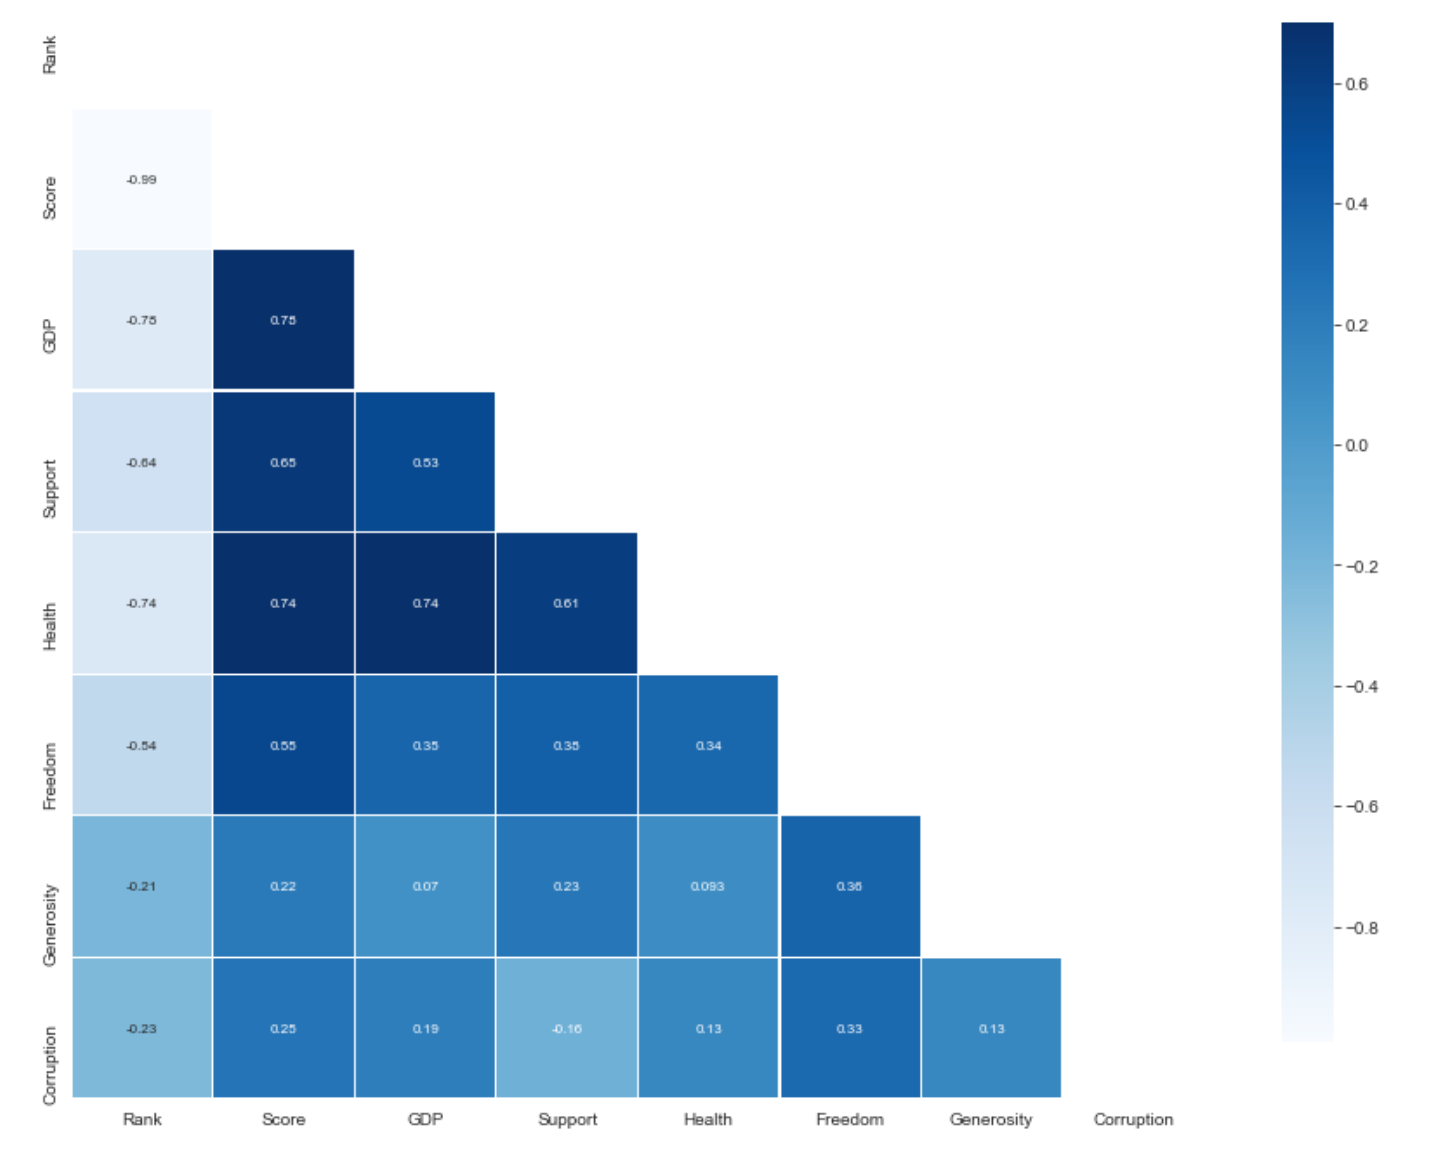 Rank
Score -0.99
GDP -0.75 0.75
Support -0.64 0.65 0.53
Health -0.74 0.74 0.74 0.61
Freedom -0.54 0.55 0.35 0.38 0.34
Generosity -0.21 0.22 0.07 0.23 0.093 0.36
Corruption -0.23 0.25 0.19 -0.16 0.13 0.33 0.13
Rank Score GDP Support Health Freedom Generosity Corruption
0.6
0.4
0.2
0.0
−0.2
−0.4
−0.6
−0.8